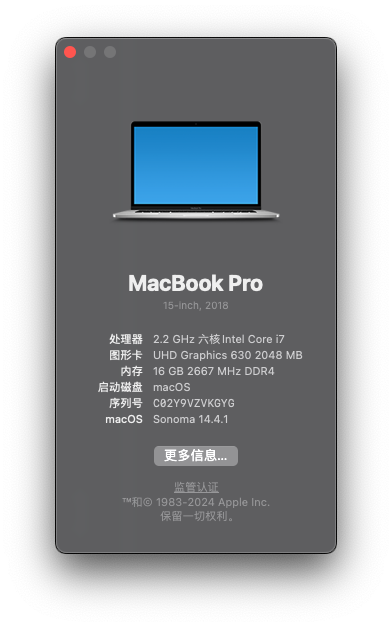 MacBook Pro
15-inch, 2018
处理器 2.2 GHz 六核Intel Core i7
图形卡 UHD Graphics 630 2048 MB
内存 16 GB 2667 MHz DDR4
启动磁盘 macOS
序列号 C02Y9VZVKGYG
macOS Sonoma 14.4.1
更多信息...
监管认证
™和© 1983-2024 Apple Inc.
保留一切权利。